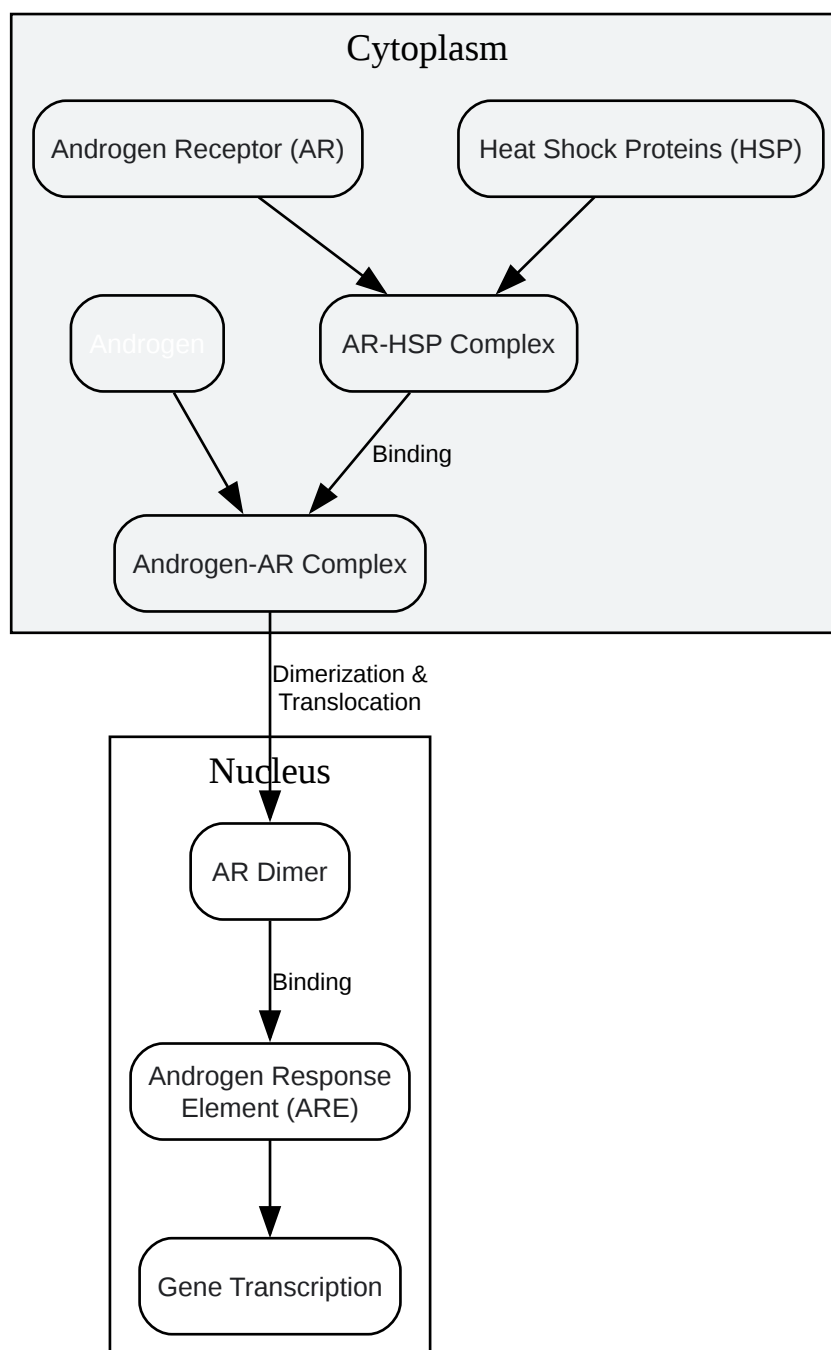 Cytoplasm
Androgen Receptor (AR)
Heat Shock Proteins (HSP)
Androgen
AR-HSP Complex
Binding
Androgen-AR Complex
Dimerization &
Translocation
Nucleus
AR Dimer
Binding
Androgen Response
Element (ARE)
Gene Transcription